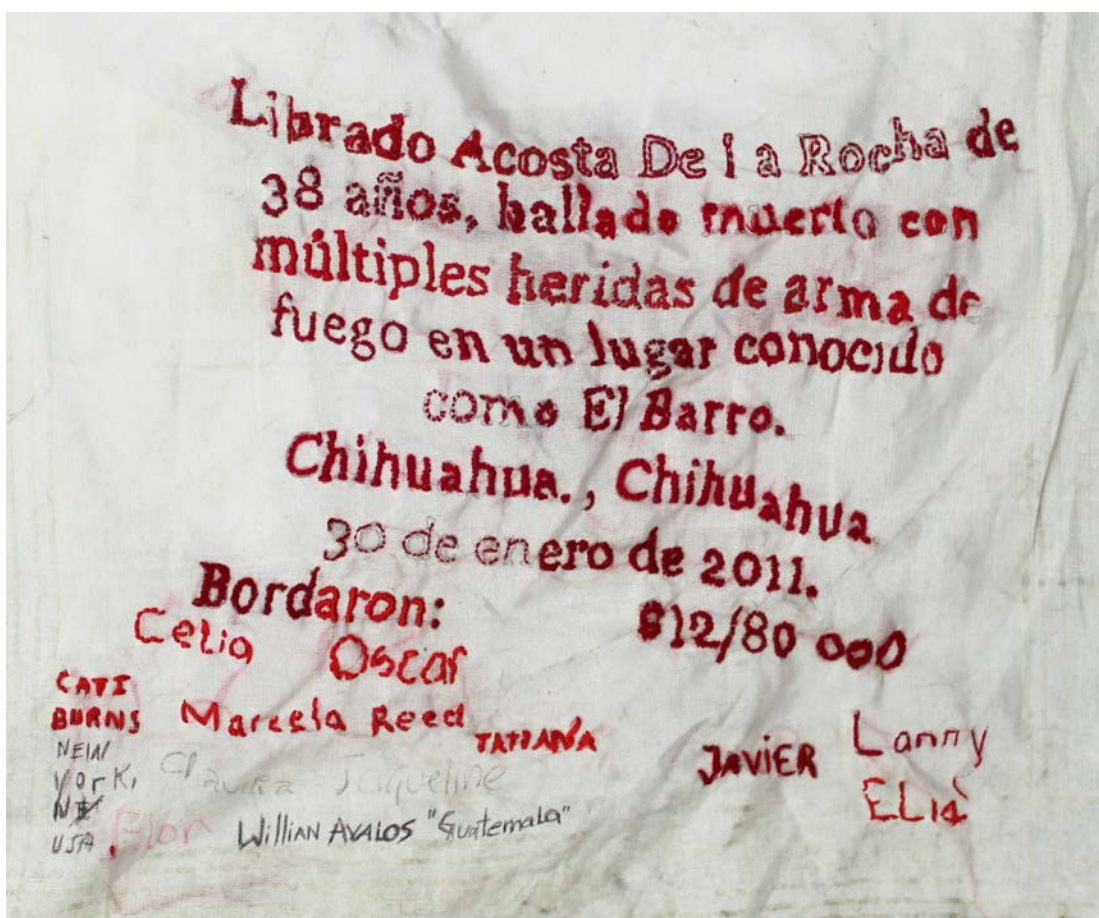 Librado Acosta De la Rocha de
38 años, hallado muerto con
múltiples heridas de arma de
fuego en un lugar conocido
como El Barro.
Chihuahua., Chihuahua
30 de enero de 2011.
Bordaron:
812/80 000
Celia Oscar
CATI
BURNS
Marcela Reed
TATIANA
JAVIER
Lanny
ELia
NEW
York,
USA
Jaqueline
Flor
Willian AVALOS "Guatemala"